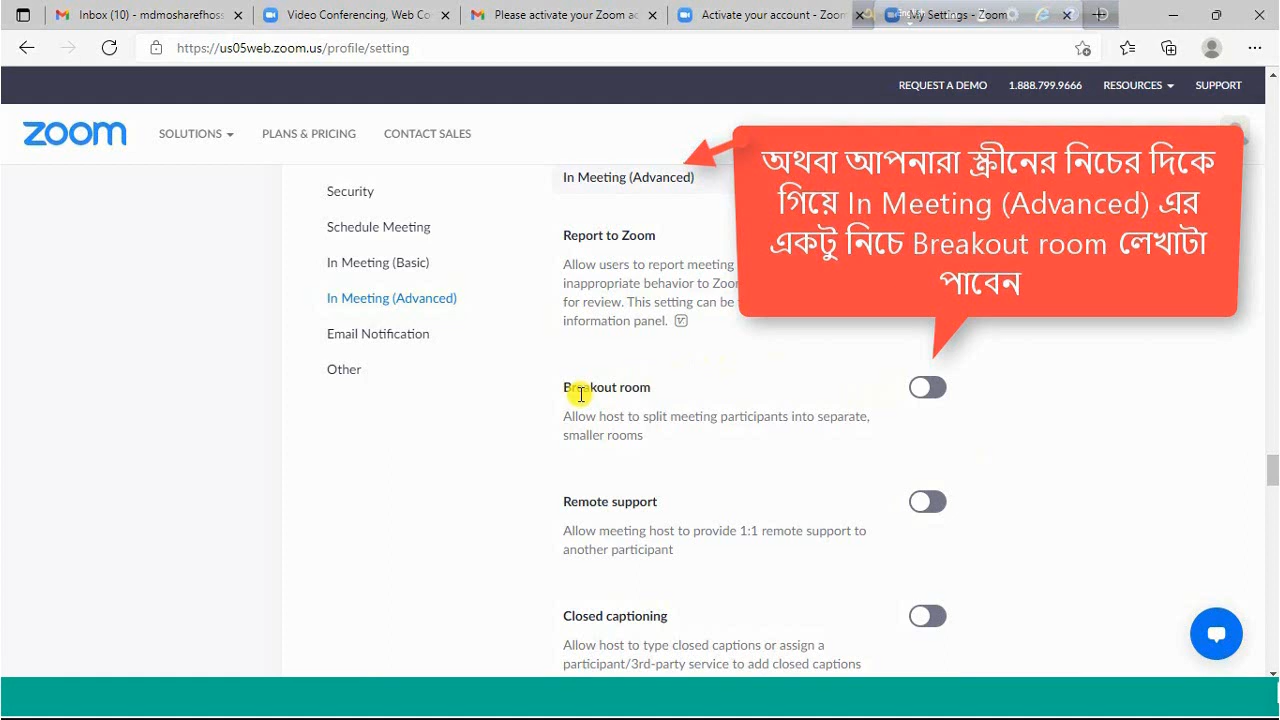 Inbox (10) - mdmosharefhoss
Video Conferencing, Web Co
Please activate your Zoom ac
Activate your account - Zoom
My Settings - Zoom
https://us05web.zoom.us/profile/setting
REQUEST A DEMO
1.888.799.9666
RESOURCES
SUPPORT
zoom
SOLUTIONS
PLANS & PRICING
CONTACT SALES
অথবা আপনারা স্ক্রীনের নিচের দিকে
গিয়ে In Meeting (Advanced) এর
একটু নিচে Breakout room লেখাটা
পাবেন
Security
Schedule Meeting
In Meeting (Basic)
In Meeting (Advanced)
Email Notification
Other
In Meeting (Advanced)
Report to Zoom
Allow users to report meeting
inappropriate behavior to Zoo
for review. This setting can be
information panel.
Breakout room
Allow host to split meeting participants into separate,
smaller rooms
Remote support
Allow meeting host to provide 1:1 remote support to
another participant
Closed captioning
Allow host to type closed captions or assign a
participant/3rd-party service to add closed captions